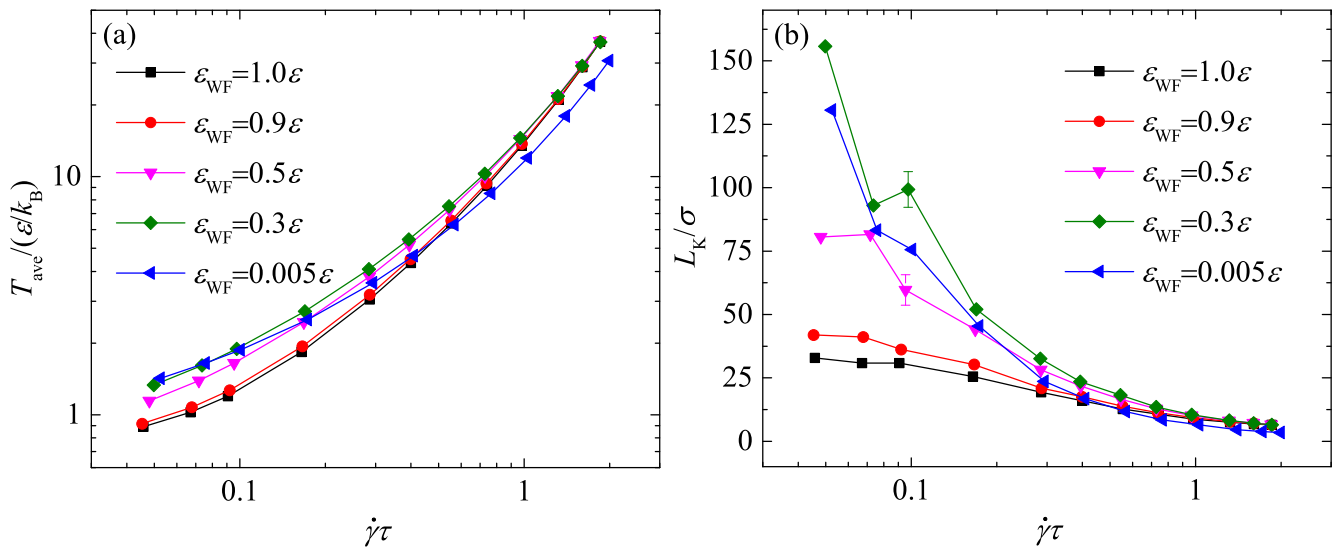 (a)
ε_WF=1.0ε
ε_WF=0.9ε
ε_WF=0.5ε
ε_WF=0.3ε
ε_WF=0.005ε
T_ave/(ε/k_B)
10
1
0.1
1
γ̇τ
(b)
ε_WF=1.0ε
ε_WF=0.9ε
ε_WF=0.5ε
ε_WF=0.3ε
ε_WF=0.005ε
L_K/σ
150
125
100
75
50
25
0
0.1
1
γ̇τ